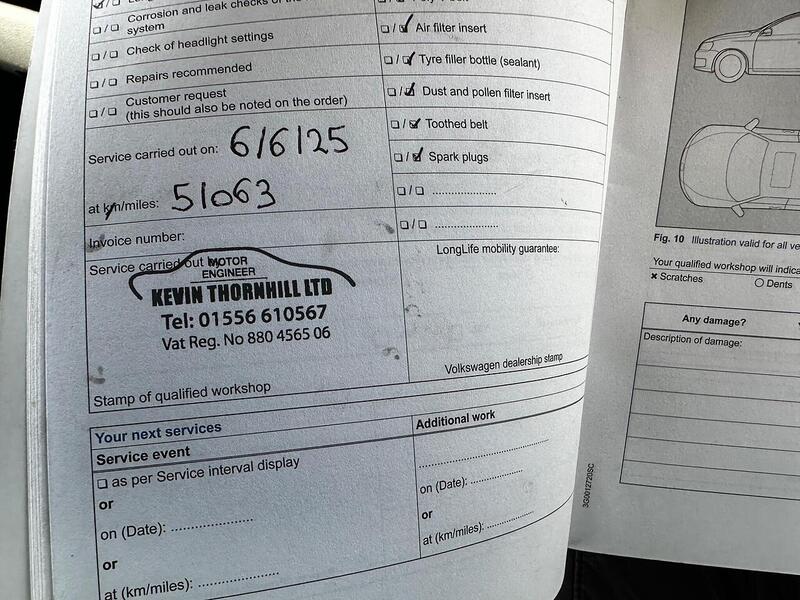 Corrosion and leak checks of the
system
❏ / ❏ Check of headlight settings
❏ / ❏ Repairs recommended
❏ / ❏ Customer request
(this should also be noted on the order)
Service carried out on: 6/6/25
at km/miles: 51063
Invoice number:
Service carried out by:
MOTOR
ENGINEER
KEVIN THORNHILL LTD
Tel: 01556 610567
Vat Reg. No 880 4565 06
Stamp of qualified workshop
❏ / ✓ Air filter insert
❏ / ✓ Tyre filler bottle (sealant)
❏ / ✓ Dust and pollen filter insert
❏ / ✓ Toothed belt
❏ / ✓ Spark plugs
❏ / ❏ .....................
❏ / ❏ .....................
LongLife mobility guarantee:
Volkswagen dealership stamp
Your next services
Service event
❏ as per Service interval display
or
on (Date): .....................
or
at (km/miles): .....................
Additional work
.................................
on (Date): .....................
or
at (km/miles): .....................
3G0012720SC
Fig. 10 Illustration valid for all ve
Your qualified workshop will indica
✖ Scratches ○ Dents
Any damage?
Description of damage: